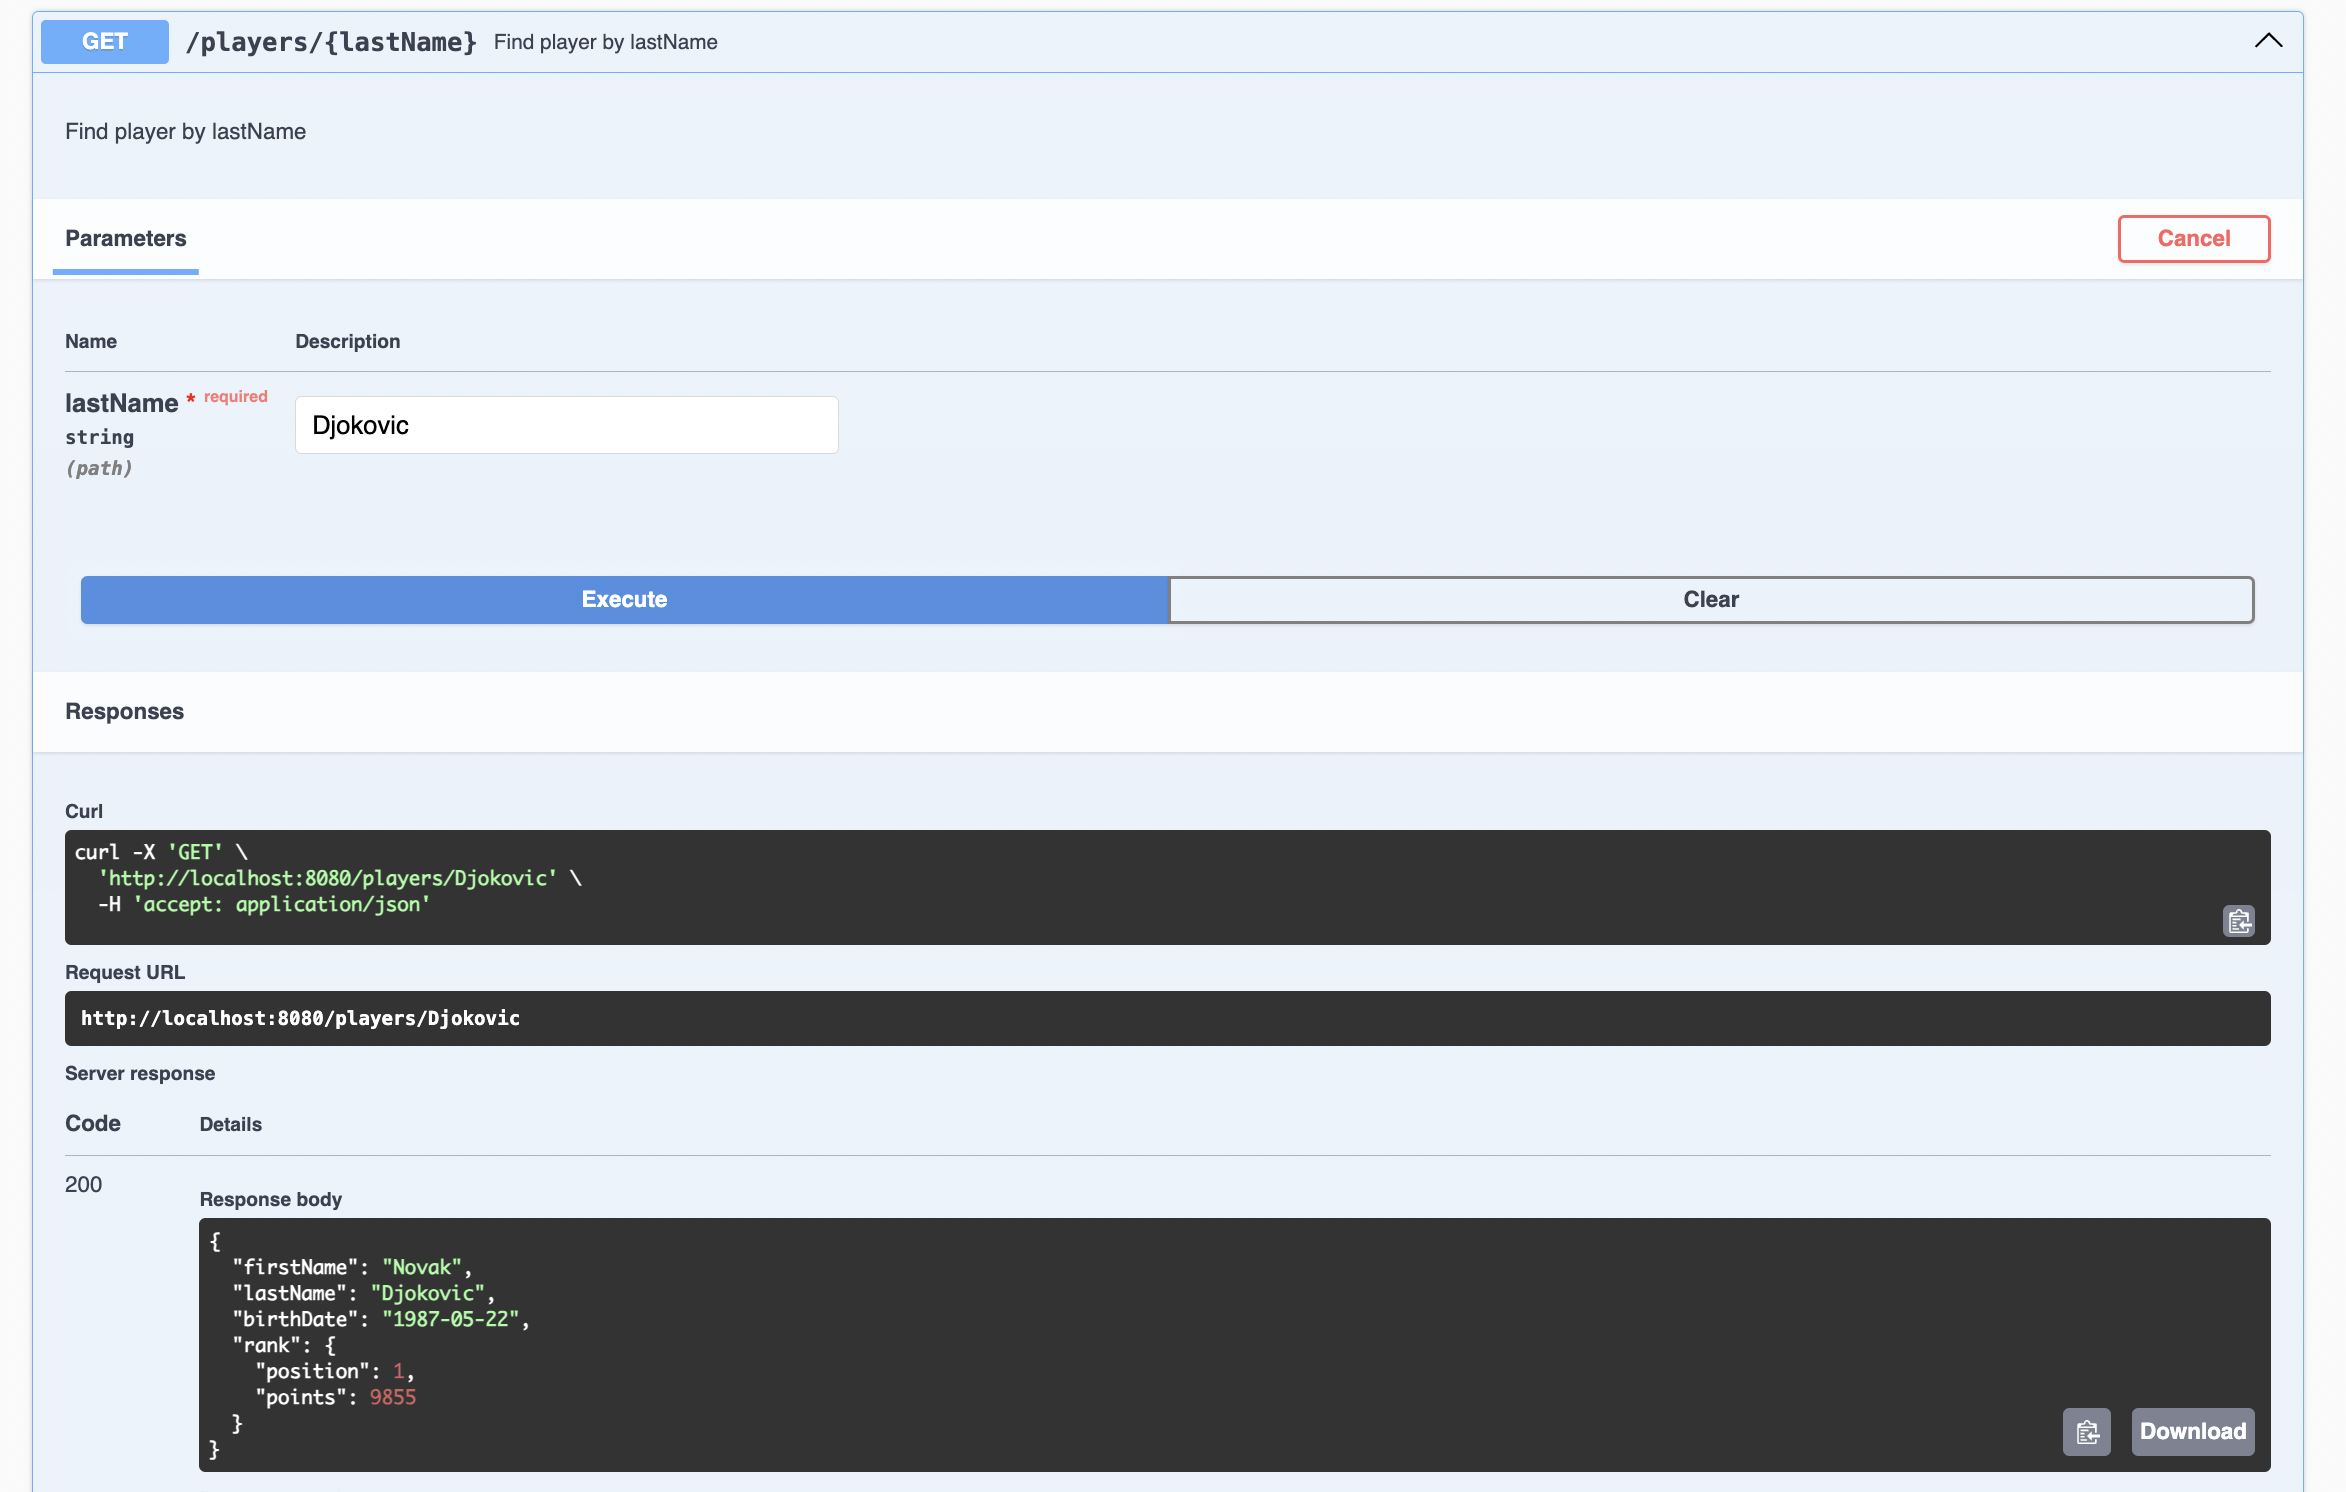 GET /players/{lastName} Find player by lastName
Find player by lastName
Parameters Cancel
Name Description
lastName * required
string
(path)
Djokovic
Execute Clear
Responses
Curl
curl -X 'GET' \
  'http://localhost:8080/players/Djokovic' \
  -H 'accept: application/json'
Request URL
http://localhost:8080/players/Djokovic
Server response
Code Details
200
Response body
{
  "firstName": "Novak",
  "lastName": "Djokovic",
  "birthDate": "1987-05-22",
  "rank": {
    "position": 1,
    "points": 9855
  }
}
Download